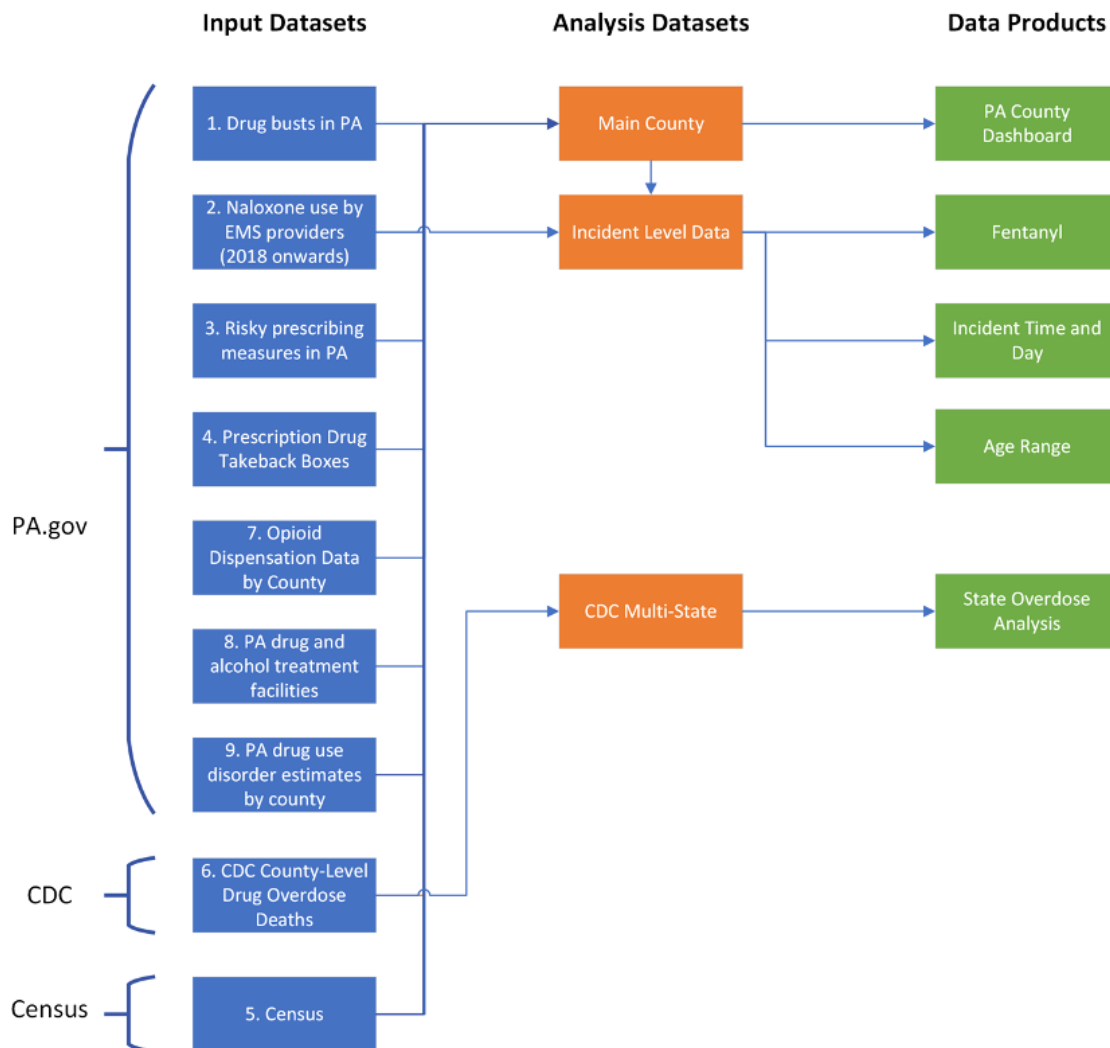 Input Datasets
Analysis Datasets
Data Products
1. Drug busts in PA
Main County
PA County
Dashboard
2. Naloxone use by
EMS providers
(2018 onwards)
Incident Level Data
Fentanyl
3. Risky prescribing
measures in PA
Incident Time and
Day
4. Prescription Drug
Takeback Boxes
Age Range
PA.gov
7. Opioid
Dispensation Data
by County
CDC Multi-State
State Overdose
Analysis
8. PA drug and
alcohol treatment
facilities
9. PA drug use
disorder estimates
by county
CDC
6. CDC County-Level
Drug Overdose
Deaths
Census
5. Census